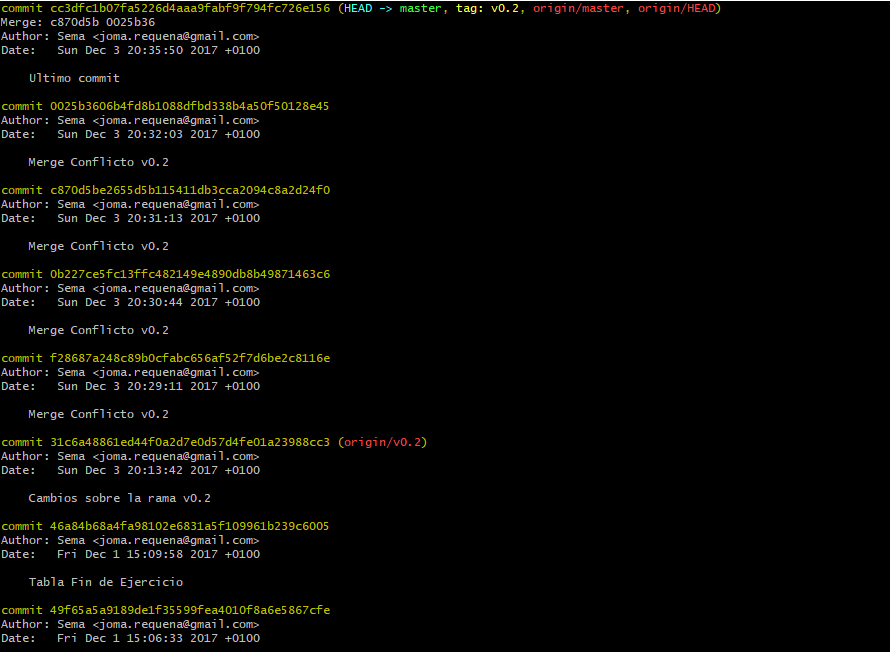 commit cc3dfc1b07fa5226d4aaa9fabf9f794fc726e156 (HEAD -> master, tag: v0.2, origin/master, origin/HEAD)
Merge: c870d5b 0025b36
Author: Sema <joma.requena@gmail.com>
Date:   Sun Dec 3 20:35:50 2017 +0100
Ultimo commit
commit 0025b3606b4fd8b1088dfbd338b4a50f50128e45
Author: Sema <joma.requena@gmail.com>
Date:   Sun Dec 3 20:32:03 2017 +0100
Merge Conflicto v0.2
commit c870d5be2655d5b115411db3cca2094c8a2d24f0
Author: Sema <joma.requena@gmail.com>
Date:   Sun Dec 3 20:31:13 2017 +0100
Merge Conflicto v0.2
commit 0b227ce5fc13ffc482149e4890db8b49871463c6
Author: Sema <joma.requena@gmail.com>
Date:   Sun Dec 3 20:30:44 2017 +0100
Merge Conflicto v0.2
commit f28687a248c89b0cfabc656af52f7d6be2c8116e
Author: Sema <joma.requena@gmail.com>
Date:   Sun Dec 3 20:29:11 2017 +0100
Merge Conflicto v0.2
commit 31c6a48861ed44f0a2d7e0d57d4fe01a23988cc3 (origin/v0.2)
Author: Sema <joma.requena@gmail.com>
Date:   Sun Dec 3 20:13:42 2017 +0100
Cambios sobre la rama v0.2
commit 46a84b68a4fa98102e6831a5f109961b239c6005
Author: Sema <joma.requena@gmail.com>
Date:   Fri Dec 1 15:09:58 2017 +0100
Tabla Fin de Ejercicio
commit 49f65a5a9189de1f35599fea4010f8a6e5867cfe
Author: Sema <joma.requena@gmail.com>
Date:   Fri Dec 1 15:06:33 2017 +0100